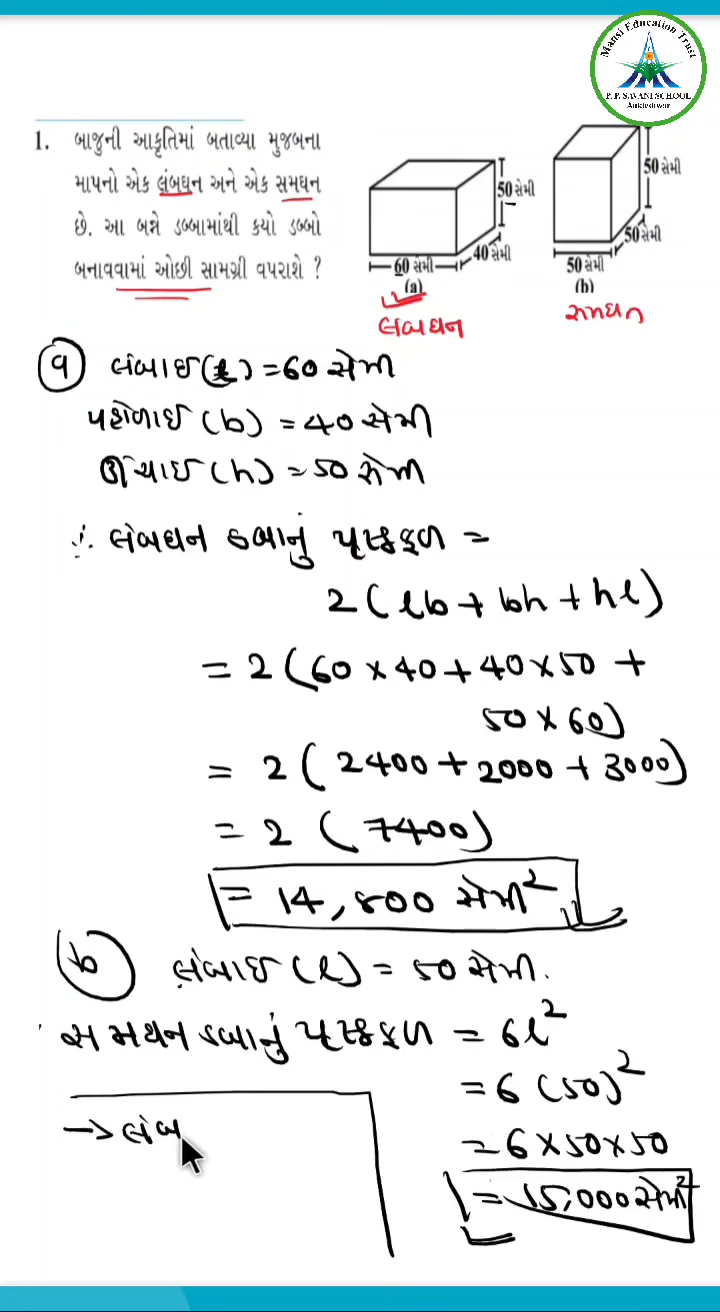 Mansi Education Trust
P. P. SAVANI SCHOOL
Ankleshwar
1. બાજુની આકૃતિમાં બતાવ્યા મુજબના
માપનો એક લંબઘન અને એક સમઘન
છે. આ બન્ને ડબ્બામાંથી કયો ડબ્બો
બનાવવામાં ઓછી સામગ્રી વપરાશે ?
50 સેમી
40 સેમી
60 સેમી
(a)
લંબઘન
50 સેમી
50 સેમી
50 સેમી
(b)
સમઘન
a લંબાઈ (l) = 60 સેમી
પહોળાઈ (b) = 40 સેમી
ઊંચાઈ (h) = 50 સેમી
∴ લંબઘન ડબાનું પૃષ્ઠફળ =
2 (lb + bh + hl)
= 2 (60 × 40 + 40 × 50 +
50 × 60)
= 2 (2400 + 2000 + 3000)
= 2 (7400)
= 14,800 સેમી²
b લંબાઈ (l) = 50 સેમી.
સમઘન ડબાનું પૃષ્ઠફળ = 6l²
= 6 (50)²
= 6 × 50 × 50
= 15,000 સેમી²
→ લંબ